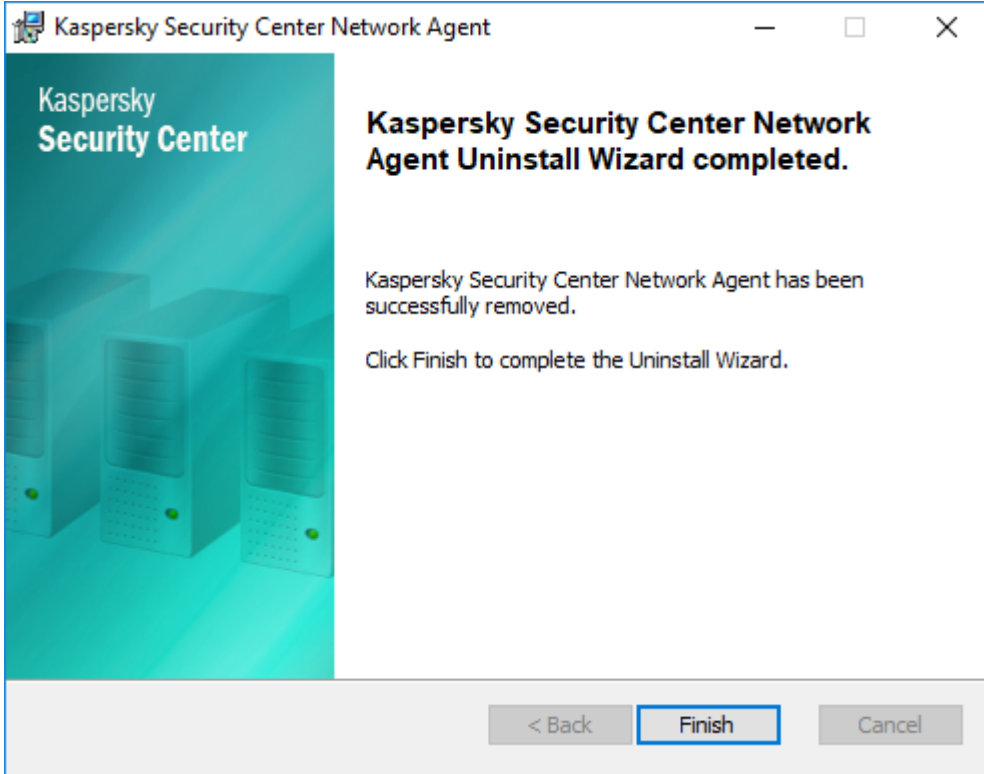 Kaspersky Security Center Network Agent
Kaspersky
Security Center
Kaspersky Security Center Network
Agent Uninstall Wizard completed.
Kaspersky Security Center Network Agent has been
successfully removed.
Click Finish to complete the Uninstall Wizard.
< Back
Finish
Cancel